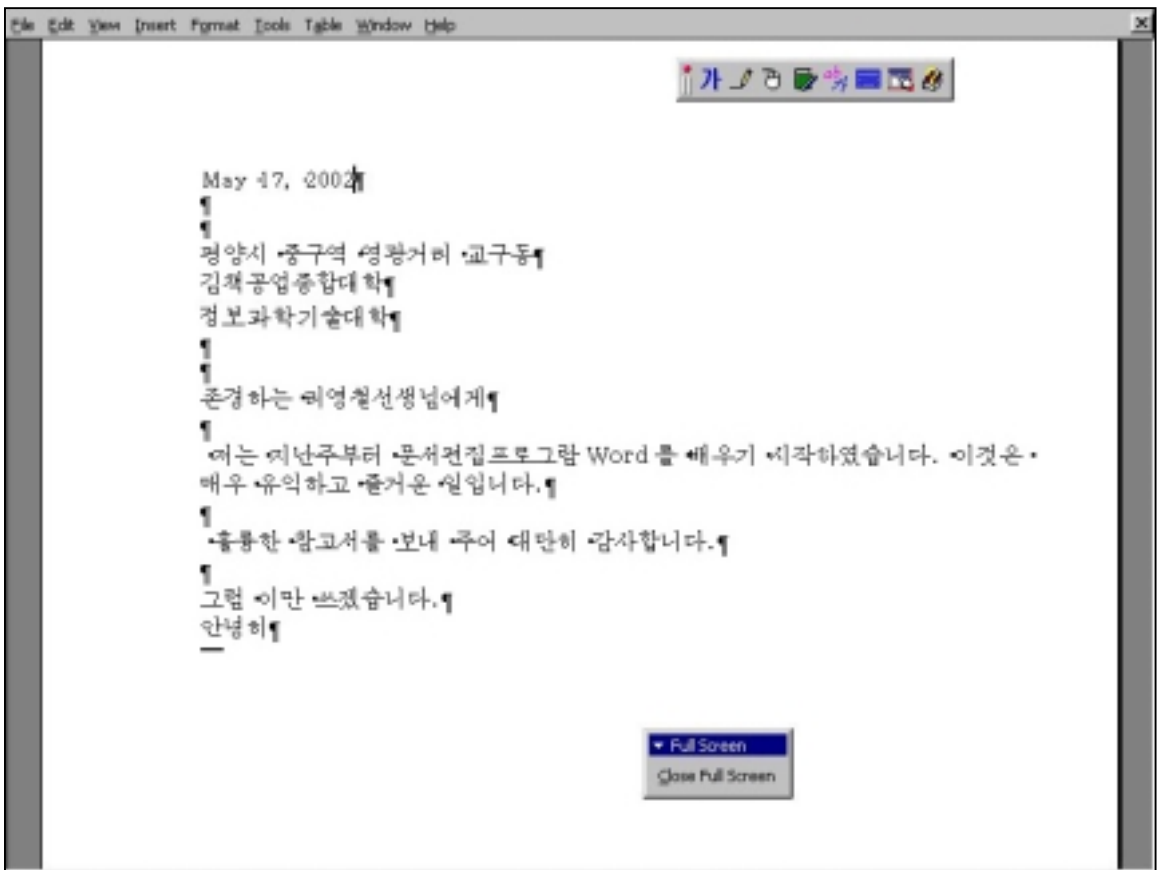 File Edit View Insert Format Tools Table Window Help
가
May 17, 2002
평양시 중구역 영광거리 교구동
김책공업종합대학
정보과학기술대학
존경하는 리영철선생님에게
저는 지난주부터 문서편집프로그람 Word 를 배우기 시작하였습니다. 이것은
매우 유익하고 즐거운 일입니다.
훌륭한 참고서를 보내 주어 대단히 감사합니다.
그럼 이만 쓰겠습니다.
안녕히
Full Screen
Close Full Screen